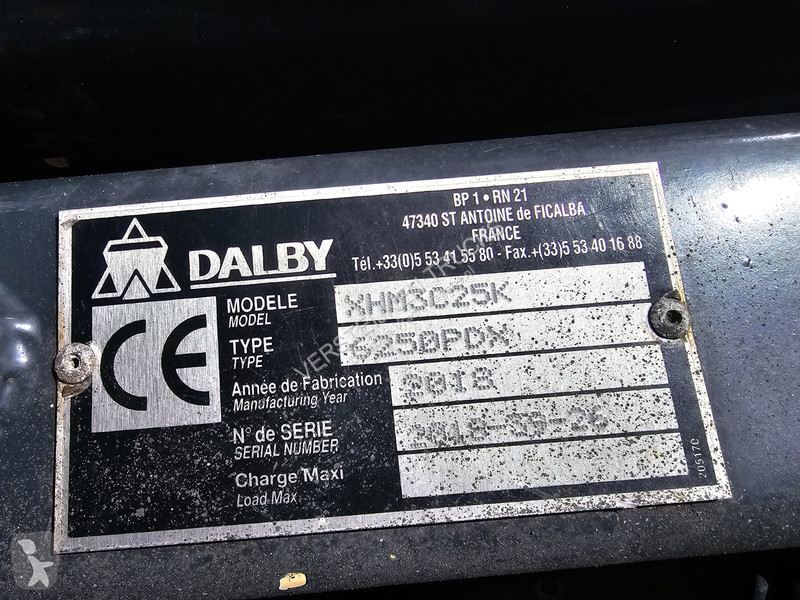 BP 1 • RN 21
47340 ST ANTOINE de FICALBA
FRANCE
Tél.+33(0)5 53 41 55 80 - Fax.+(33)5 53 40 16 88
DALBY
CE
MODELE XHM3C25K
MODEL
TYPE 6250PDX
TYPE
Année de Fabrication 2018
Manufacturing Year
N° de SERIE
SERIAL NUMBER
Charge Maxi
Load Max
20517C